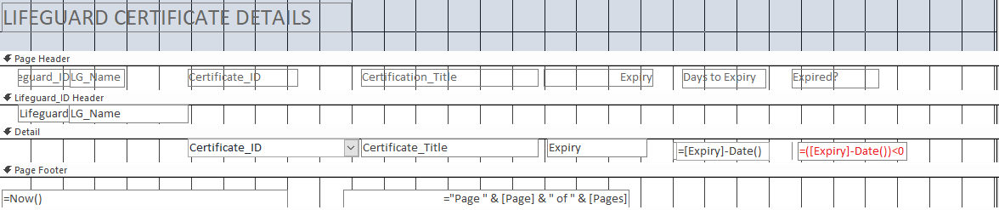 LIFEGUARD CERTIFICATE DETAILS
Page Header
eguard_ID LG_Name Certificate_ID Certification_Title Expiry Days to Expiry Expired?
Lifeguard_ID Header
Lifeguard LG_Name
Detail
Certificate_ID Certificate_Title Expiry =[Expiry]-Date() =([Expiry]-Date())<0
Page Footer
=Now() ="Page " & [Page] & " of " & [Pages]